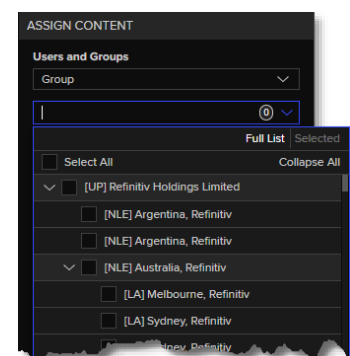 ASSIGN CONTENT
Users and Groups
Group
0
Full List Selected
Select All Collapse All
[UP] Refinitiv Holdings Limited
[NLE] Argentina, Refinitiv
[NLE] Argentina, Refinitiv
[NLE] Australia, Refinitiv
[LA] Melbourne, Refinitiv
[LA] Sydney, Refinitiv
Refinitiv